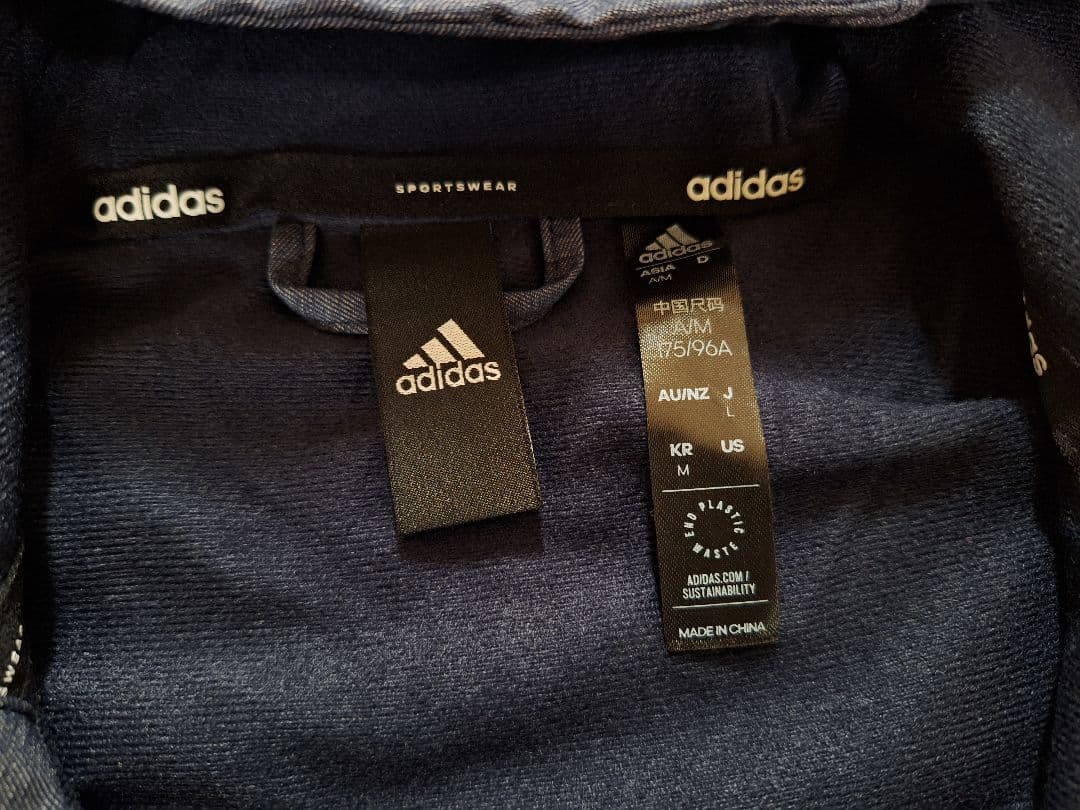 adidas
SPORTSWEAR
adidas
adidas
adidas
ASIA D
A/M
中国尺码
A/M
175/96A
AU/NZ J
L
KR US
M
END PLASTIC WASTE
ADIDAS.COM/
SUSTAINABILITY
MADE IN CHINA